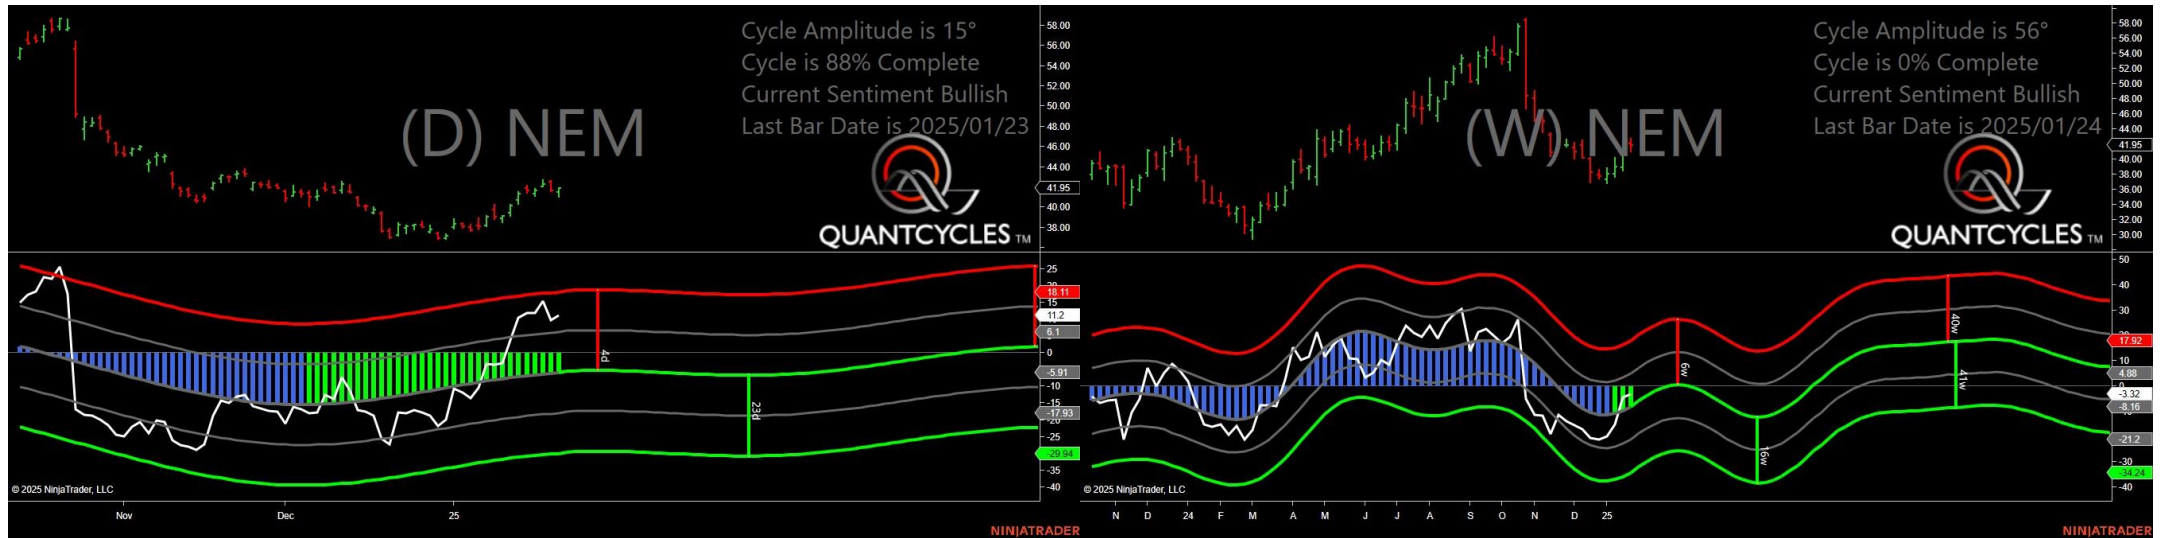 Cycle Amplitude is 15°
Cycle is 88% Complete
Current Sentiment Bullish
Last Bar Date is 2025/01/23
(D) NEM
QUANTCYCLES TM
58.00
56.00
54.00
52.00
50.00
48.00
46.00
44.00
41.95
40.00
38.00
25
18.11
15
11.2
6.1
0
-5.91
-10
-15
-17.93
-20
-25
-29.94
-35
-40
4d
23d
© 2025 NinjaTrader, LLC
Nov
Dec
25
NINJATRADER
Cycle Amplitude is 56°
Cycle is 0% Complete
Current Sentiment Bullish
Last Bar Date is 2025/01/24
(W) NEM
QUANTCYCLES TM
58.00
56.00
54.00
52.00
50.00
48.00
46.00
44.00
41.95
40.00
38.00
36.00
34.00
32.00
30.00
50
40
30
17.92
10
4.88
-3.32
-8.16
-21.2
-30
-34.24
-40
6w
16w
40w
41w
© 2025 NinjaTrader, LLC
N
D
24
F
M
A
M
J
J
A
S
O
N
D
25
NINJATRADER